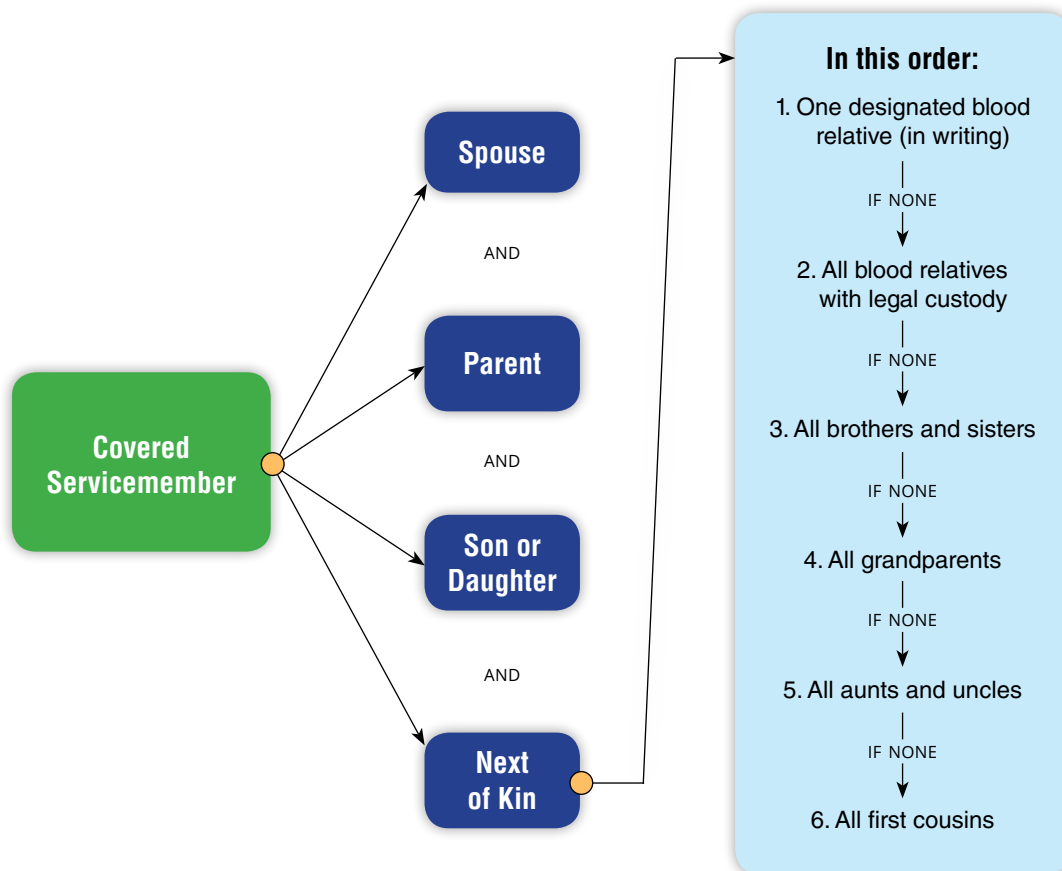 Covered
Servicemember
Spouse
AND
Parent
AND
Son or
Daughter
AND
Next
of Kin
In this order:
1. One designated blood
relative (in writing)
IF NONE
2. All blood relatives
with legal custody
IF NONE
3. All brothers and sisters
IF NONE
4. All grandparents
IF NONE
5. All aunts and uncles
IF NONE
6. All first cousins